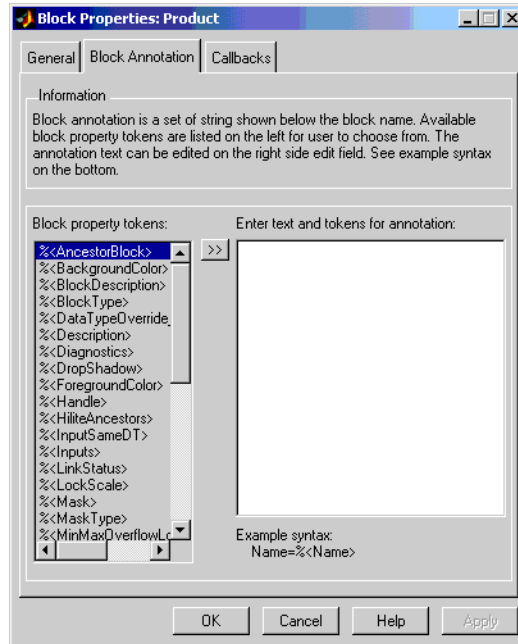 Block Properties: Product
General Block Annotation Callbacks
Information
Block annotation is a set of string shown below the block name. Available
block property tokens are listed on the left for user to choose from. The
annotation text can be edited on the right side edit field. See example syntax
on the bottom.
Block property tokens:
%<AncestorBlock>
%<BackgroundColor>
%<BlockDescription>
%<BlockType>
%<DataTypeOverride_
%<Description>
%<Diagnostics>
%<DropShadow>
%<ForegroundColor>
%<Handle>
%<HiliteAncestors>
%<InputSameDT>
%<Inputs>
%<LinkStatus>
%<LockScale>
%<Mask>
%<MaskType>
%<MinMaxOverflowLo
>>
Enter text and tokens for annotation:
Example syntax:
Name=%<Name>
OK Cancel Help Apply